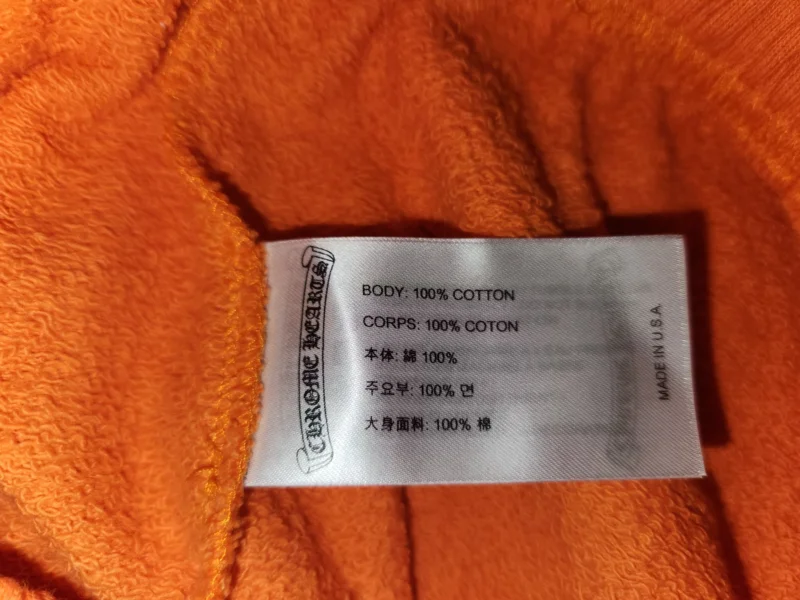 CHROME HEARTS
BODY: 100% COTTON
CORPS: 100% COTON
本体: 綿 100%
주요부: 100% 면
大身面料: 100% 棉
MADE IN U.S.A.